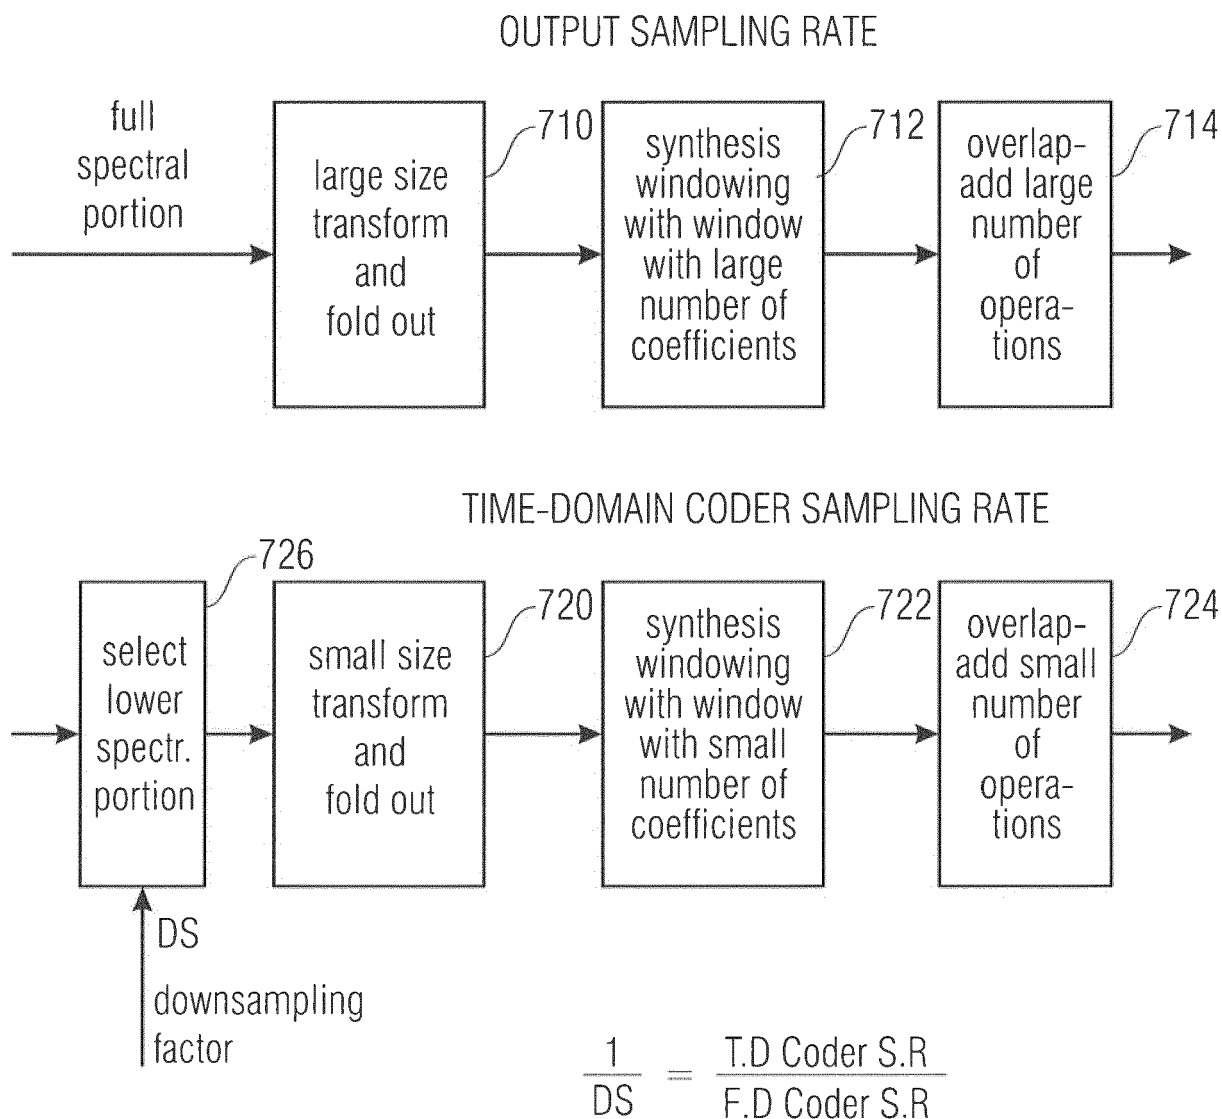 OUTPUT SAMPLING RATE
full
spectral
portion
large size
transform
and
fold out
710
synthesis
windowing
with window
with large
number of
coefficients
712
overlap-
add large
number
of
opera-
tions
714
TIME-DOMAIN CODER SAMPLING RATE
select
lower
spectr.
portion
726
small size
transform
and
fold out
720
synthesis
windowing
with window
with small
number of
coefficients
722
overlap-
add small
number
of
opera-
tions
724
DS
downsampling
factor
1
DS
=
T.D Coder S.R
F.D Coder S.R